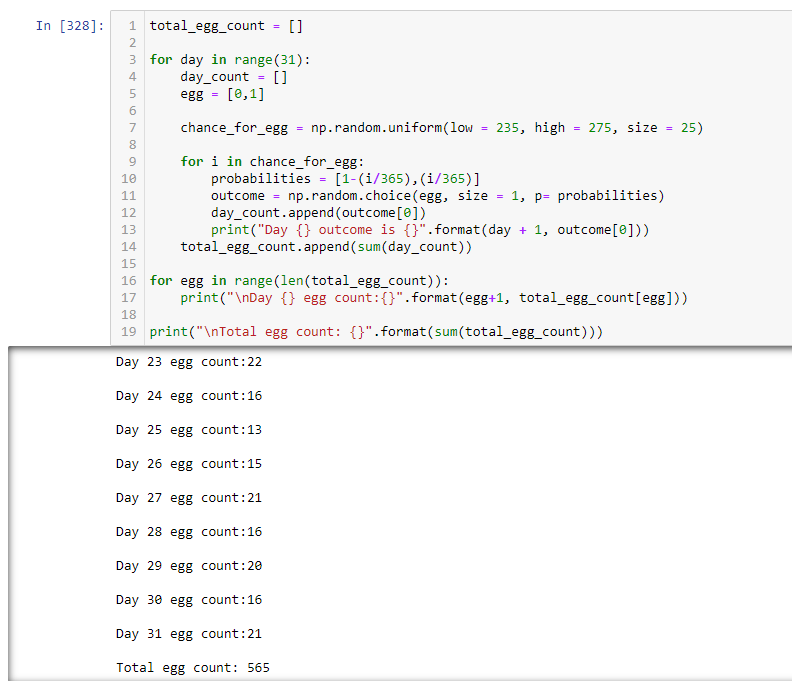 In [328]:
1 total_egg_count = []
2
3 for day in range(31):
4     day_count = []
5     egg = [0,1]
6
7     chance_for_egg = np.random.uniform(low = 235, high = 275, size = 25)
8
9     for i in chance_for_egg:
10         probabilities = [1-(i/365),(i/365)]
11         outcome = np.random.choice(egg, size = 1, p= probabilities)
12         day_count.append(outcome[0])
13         print("Day {} outcome is {}".format(day + 1, outcome[0]))
14     total_egg_count.append(sum(day_count))
15
16 for egg in range(len(total_egg_count)):
17     print("\nDay {} egg count:{}".format(egg+1, total_egg_count[egg]))
18
19 print("\nTotal egg count: {}".format(sum(total_egg_count)))
Day 23 egg count:22
Day 24 egg count:16
Day 25 egg count:13
Day 26 egg count:15
Day 27 egg count:21
Day 28 egg count:16
Day 29 egg count:20
Day 30 egg count:16
Day 31 egg count:21
Total egg count: 565